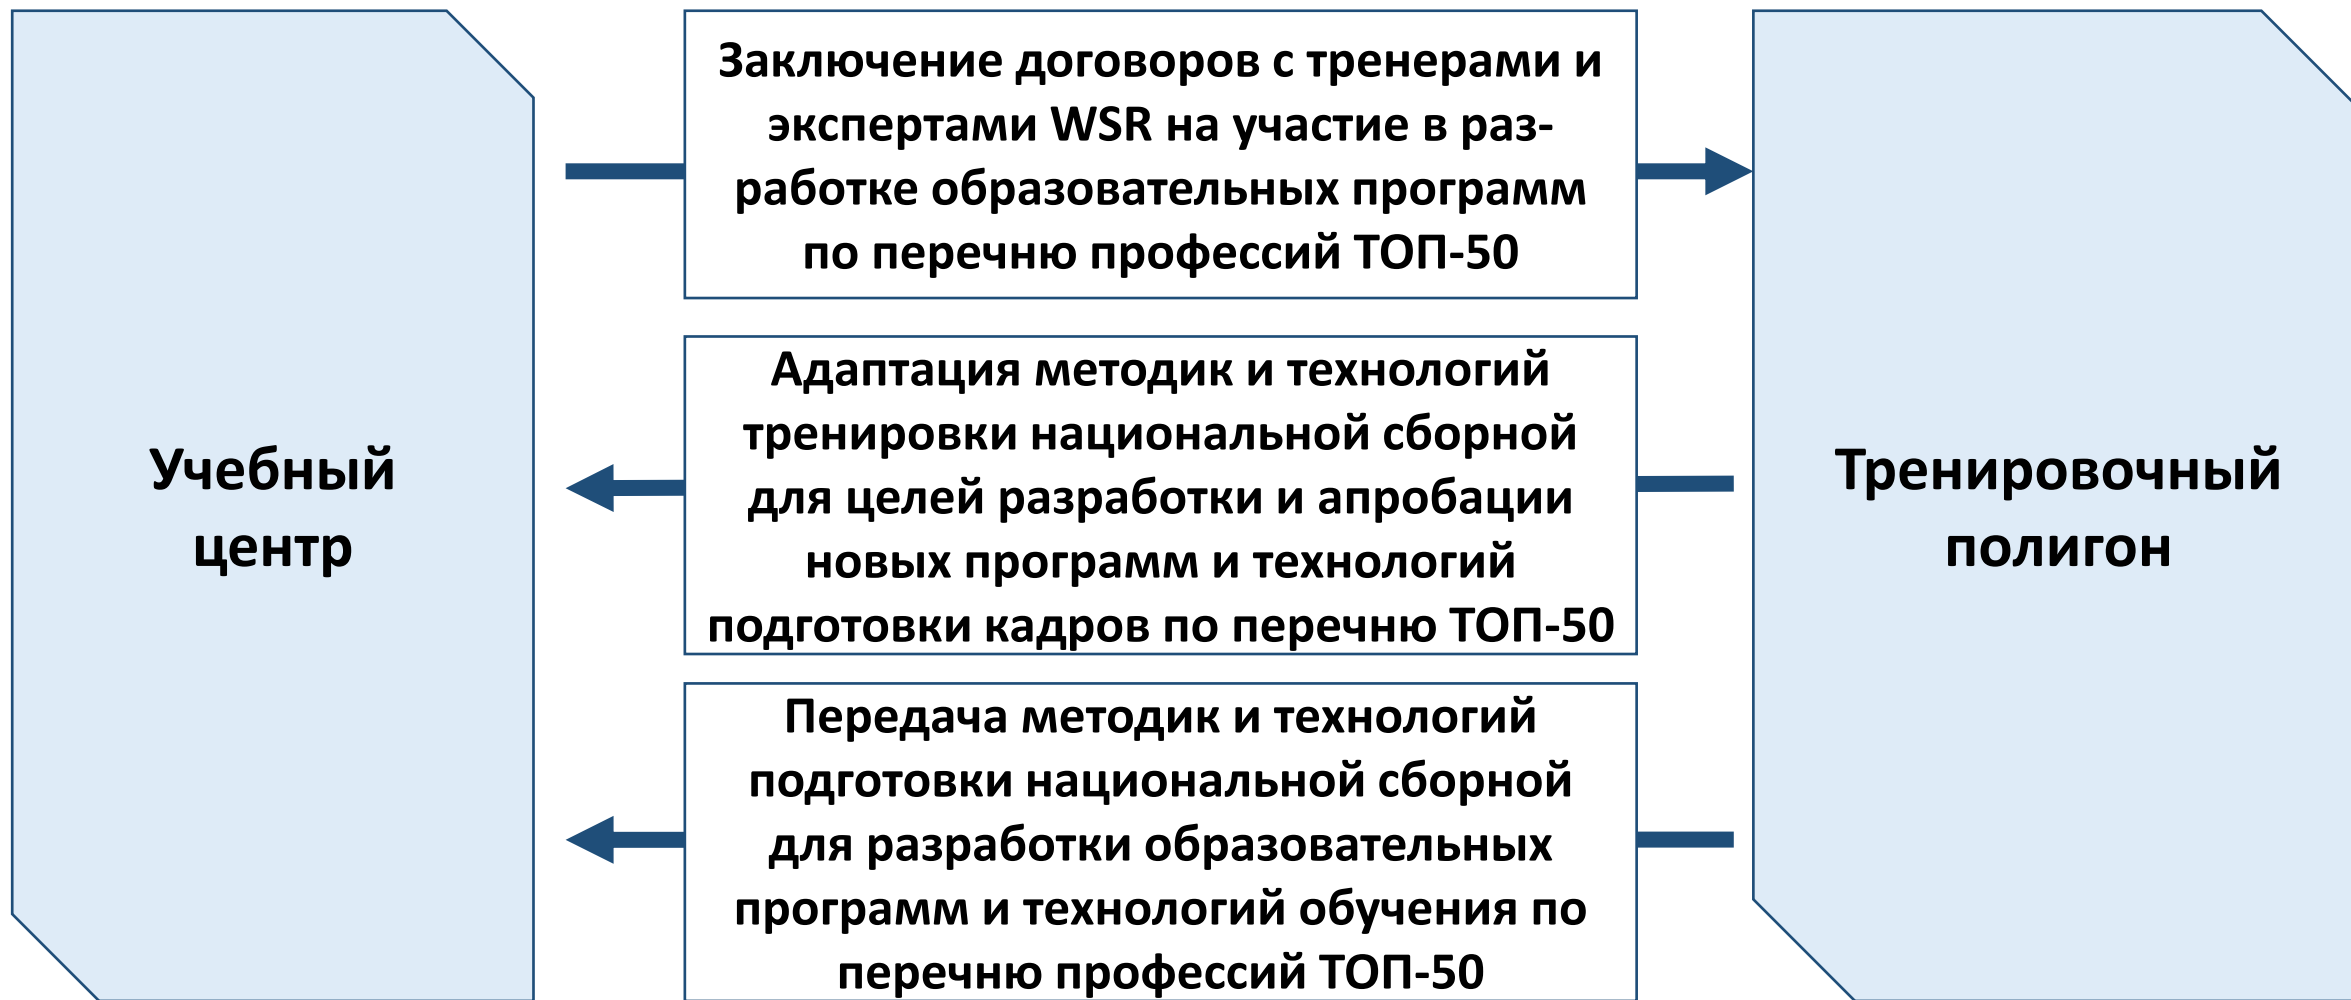 Учебный
центр
Заключение договоров с тренерами и
экспертами WSR на участие в раз-
работке образовательных программ
по перечню профессий ТОП-50
Адаптация методик и технологий
тренировки национальной сборной
для целей разработки и апробации
новых программ и технологий
подготовки кадров по перечню ТОП-50
Передача методик и технологий
подготовки национальной сборной
для разработки образовательных
программ и технологий обучения по
перечню профессий ТОП-50
Тренировочный
полигон